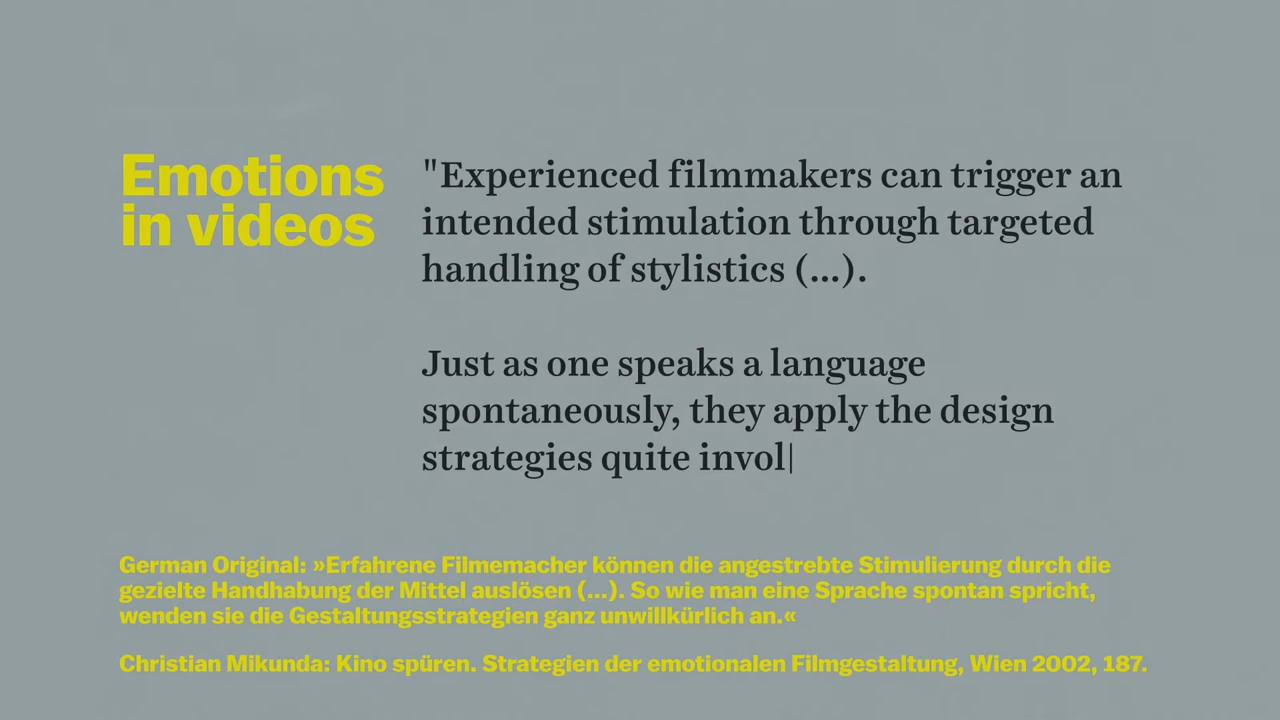 Emotions
in videos
"Experienced filmmakers can trigger an
intended stimulation through targeted
handling of stylistics (...).
Just as one speaks a language
spontaneously, they apply the design
strategies quite invol|
German Original: »Erfahrene Filmemacher können die angestrebte Stimulierung durch die
gezielte Handhabung der Mittel auslösen (...). So wie man eine Sprache spontan spricht,
wenden sie die Gestaltungsstrategien ganz unwillkürlich an.«
Christian Mikunda: Kino spüren. Strategien der emotionalen Filmgestaltung, Wien 2002, 187.